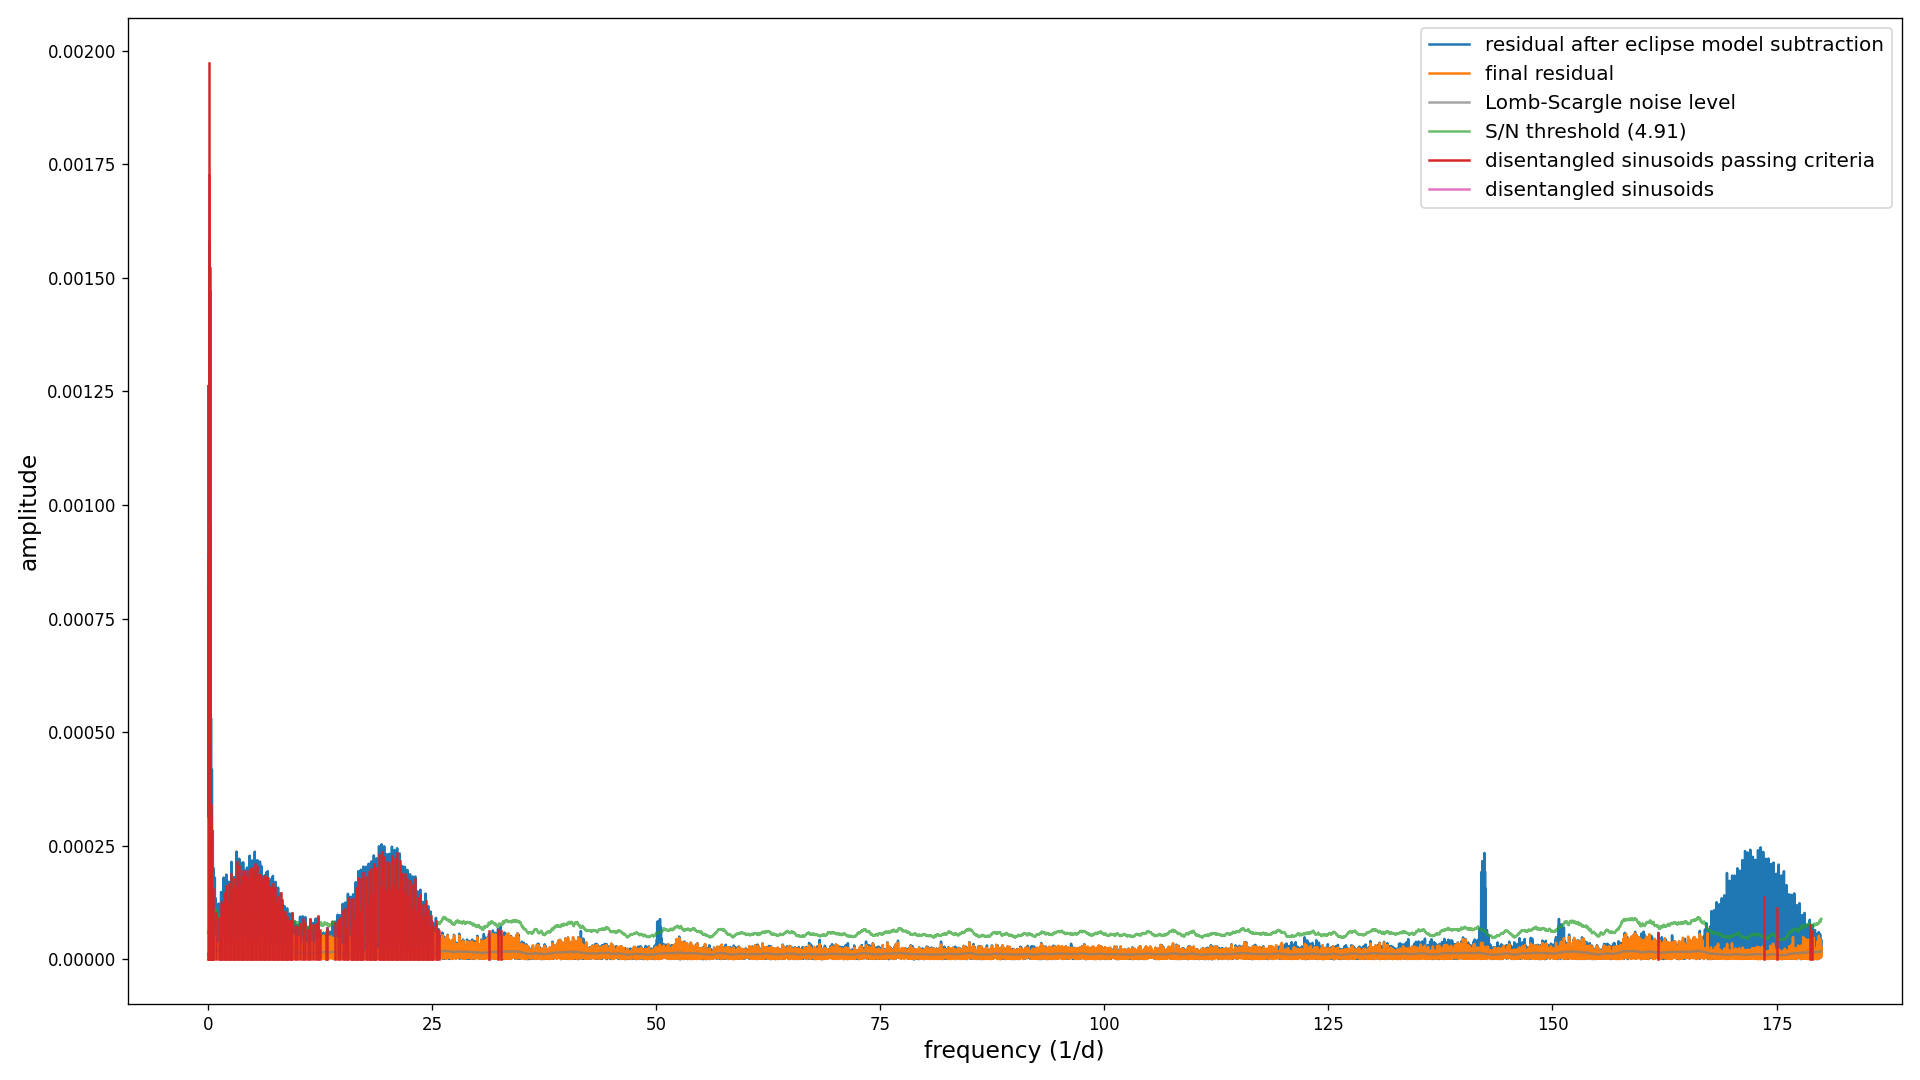 0.00200
0.00175
0.00150
0.00125
0.00100
0.00075
0.00050
0.00025
0.00000
amplitude
0
25
50
75
100
125
150
175
frequency (1/d)
residual after eclipse model subtraction
final residual
Lomb-Scargle noise level
S/N threshold (4.91)
disentangled sinusoids passing criteria
disentangled sinusoids